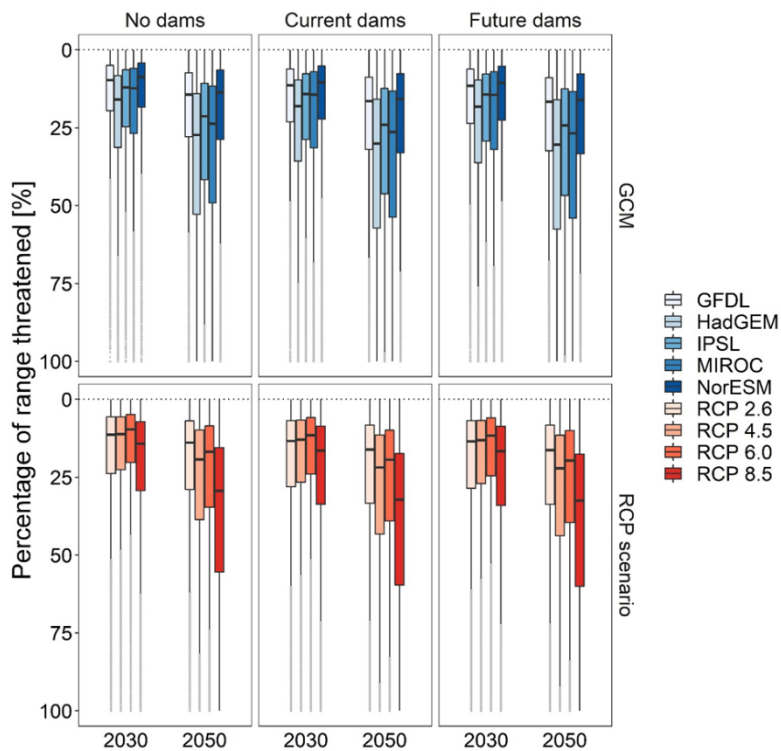 No dams Current dams Future dams
0
25
50
75
100
GCM
0
25
50
75
100
RCP scenario
Percentage of range threatened [%]
2030 2050 2030 2050 2030 2050
GFDL
HadGEM
IPSL
MIROC
NorESM
RCP 2.6
RCP 4.5
RCP 6.0
RCP 8.5